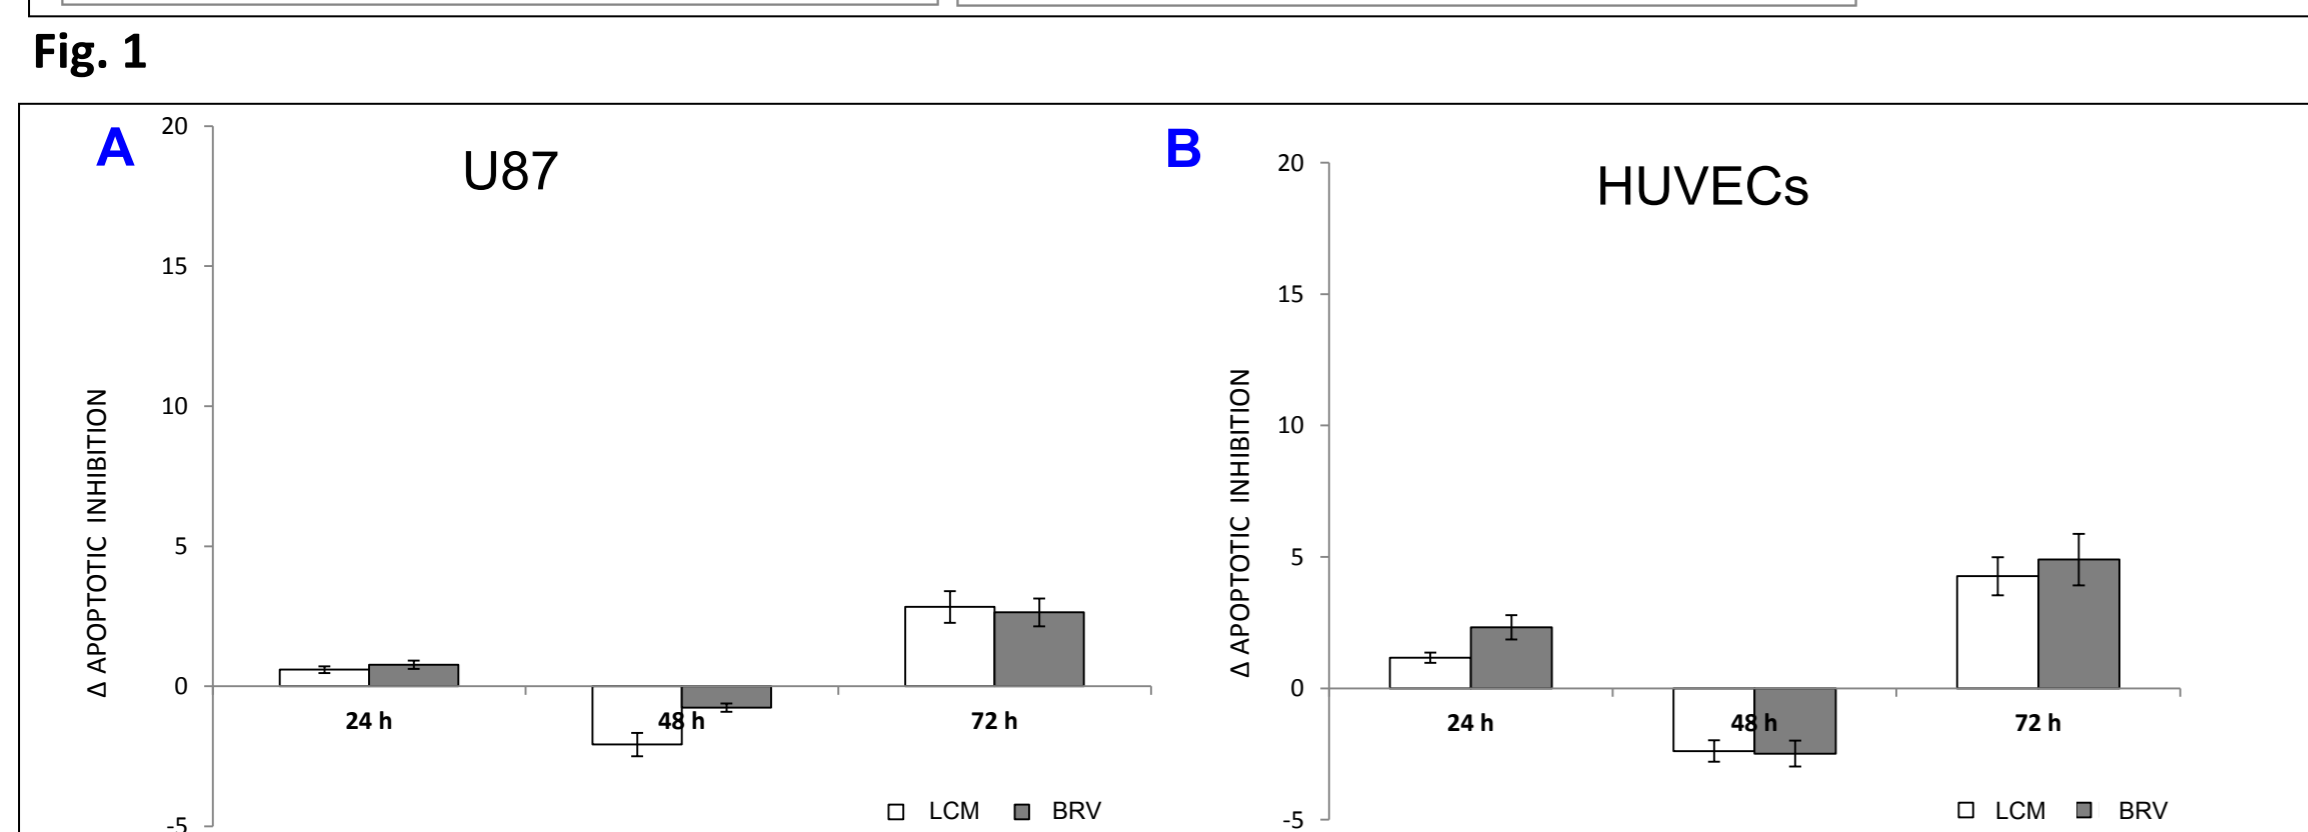 Fig. 1
A
U87
20
15
10
5
0
-5
Δ APOPTOTIC INHIBITION
24 h
48 h
72 h
LCM
BRV
B
HUVECs
20
15
10
5
0
-5
Δ APOPTOTIC INHIBITION
24 h
48 h
72 h
LCM
BRV